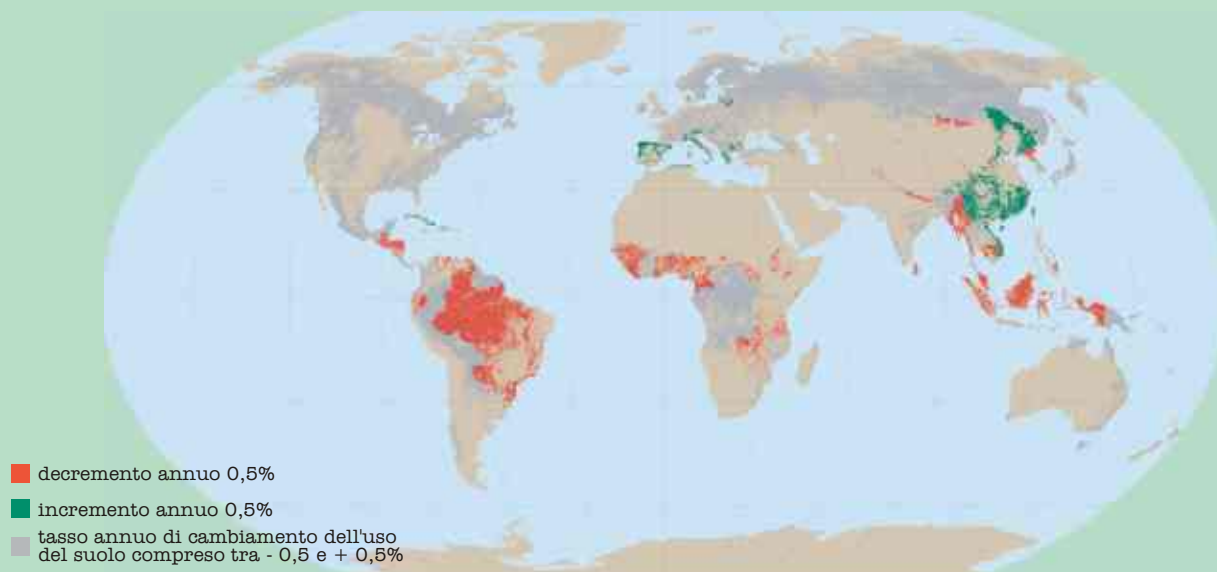 decremento annuo 0,5%
incremento annuo 0,5%
tasso annuo di cambiamento dell'uso
del suolo compreso tra - 0,5 e + 0,5%